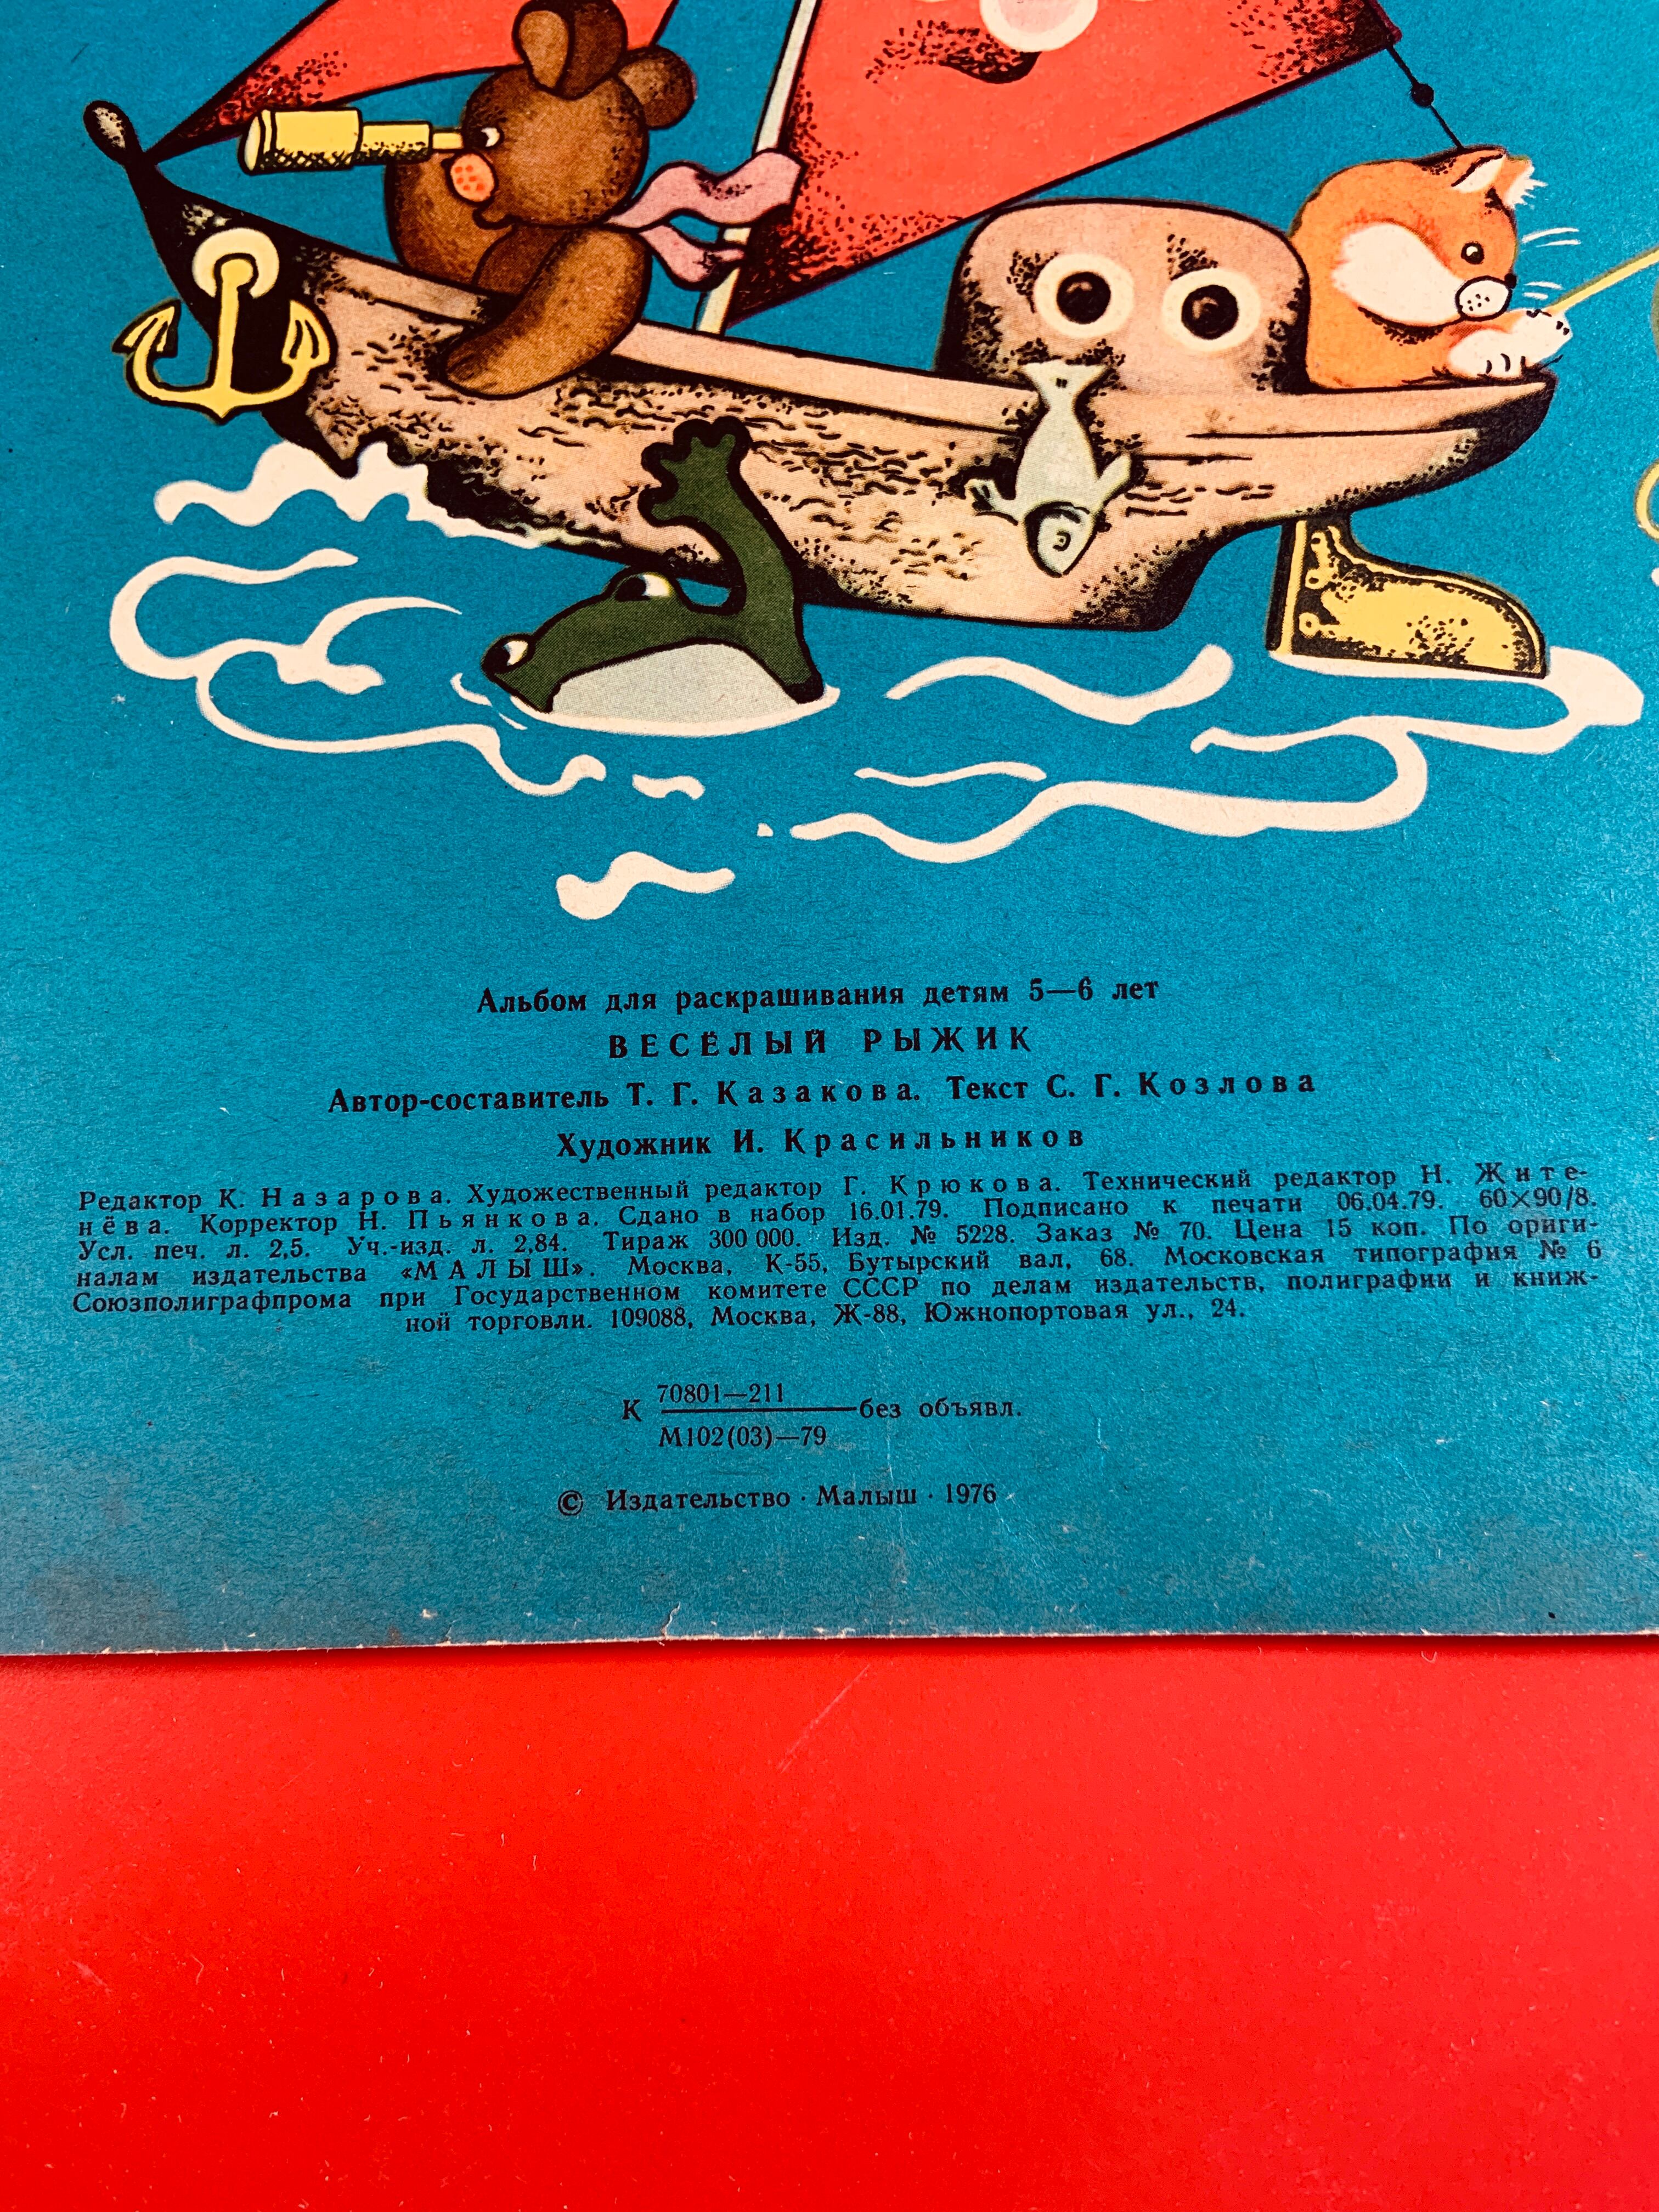 Альбом для раскрашивания детям 5—6 лет
ВЕСЁЛЫЙ РЫЖИК
Автор-составитель Т. Г. Казакова. Текст С. Г. Козлова
Художник И. Красильников
Редактор К. Назарова. Художественный редактор Г. Крюкова. Технический редактор Н. Жите-
нёва. Корректор Н. Пьянкова. Сдано в набор 16.01.79. Подписано к печати 06.04.79. 60×90/8.
Усл. печ. л. 2,5. Уч.-изд. л. 2,84. Тираж 300 000. Изд. № 5228. Заказ № 70. Цена 15 коп. По ориги-
налам издательства «МАЛЫШ». Москва, К-55, Бутырский вал, 68. Московская типография № 6
Союзполиграфпрома при Государственном комитете СССР по делам издательств, полиграфии и книж-
ной торговли. 109088, Москва, Ж-88, Южнопортовая ул., 24.
К 70801—211 без объявл.
М102(03)—79
© Издательство · Малыш · 1976